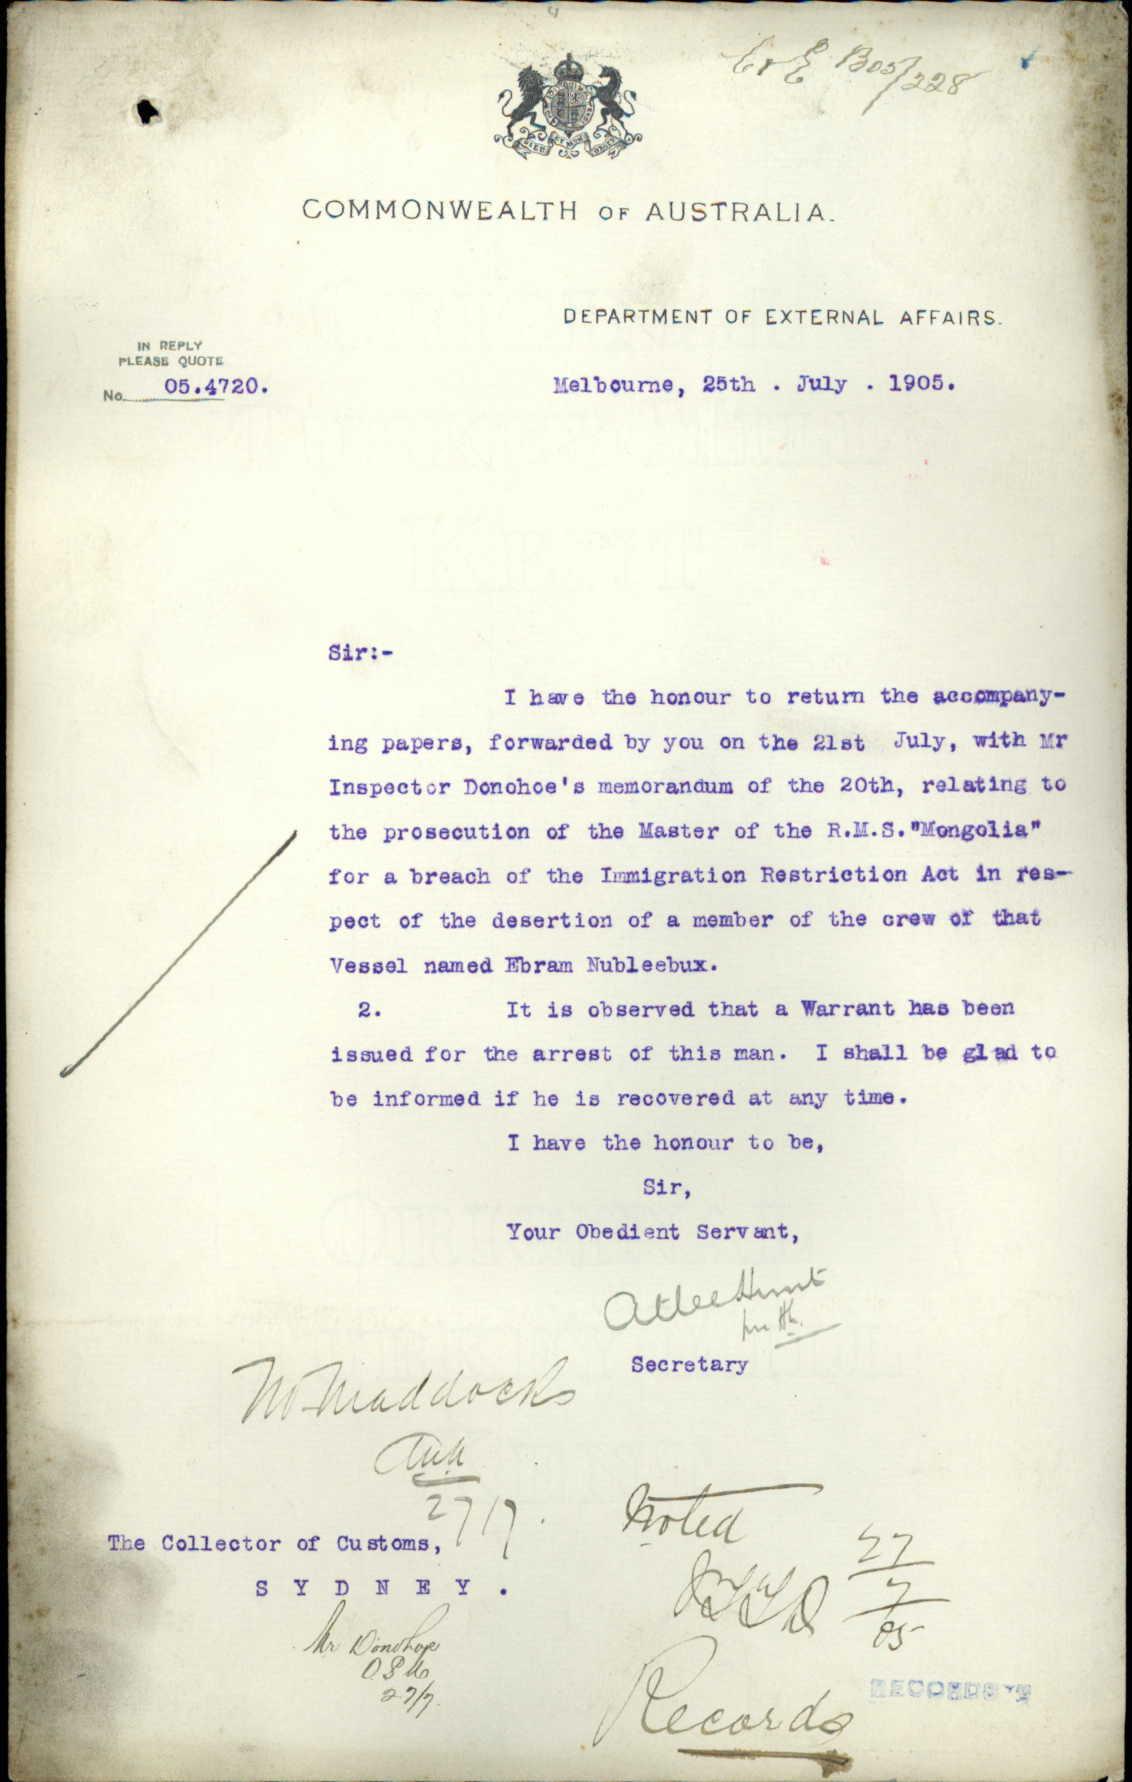 B05/228
COMMONWEALTH OF AUSTRALIA.
DEPARTMENT OF EXTERNAL AFFAIRS.
IN REPLY
PLEASE QUOTE
No. 05.4720.
Melbourne, 25th . July . 1905.
Sir:-
I have the honour to return the accompany-
ing papers, forwarded by you on the 21st July, with Mr
Inspector Donohoe's memorandum of the 20th, relating to
the prosecution of the Master of the R.M.S."Mongolia"
for a breach of the Immigration Restriction Act in res-
pect of the desertion of a member of the crew of that
Vessel named Ebram Nubleebux.
2. It is observed that a Warrant has been
issued for the arrest of this man. I shall be glad to
be informed if he is recovered at any time.
I have the honour to be,
Sir,
Your Obedient Servant,
Atlee Hunt
Secretary
Mr Maddocks
27/7.
Noted
27
7
05
The Collector of Customs,
S Y D N E Y .
Mr Donohoe
27/7.
Records
RECORDS